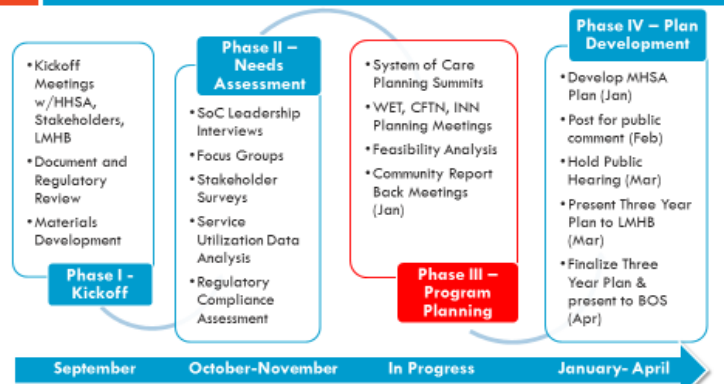 • Kickoff
Meetings
w/HHSA,
Stakeholders,
LMHB
• Document and
Regulatory
Review
• Materials
Development
Phase I -
Kickoff
Phase II –
Needs
Assessment
• SoC Leadership
Interviews
• Focus Groups
• Stakeholder
Surveys
• Service
Utilization Data
Analysis
• Regulatory
Compliance
Assessment
• System of Care
Planning Summits
• WET, CFTN, INN
Planning Meetings
• Feasibility Analysis
• Community Report
Back Meetings
(Jan)
Phase III –
Program
Planning
Phase IV – Plan
Development
• Develop MHSA
Plan (Jan)
• Post for public
comment (Feb)
• Hold Public
Hearing (Mar)
• Present Three Year
Plan to LMHB
(Mar)
• Finalize Three
Year Plan &
present to BOS
(Apr)
September
October-November
In Progress
January- April